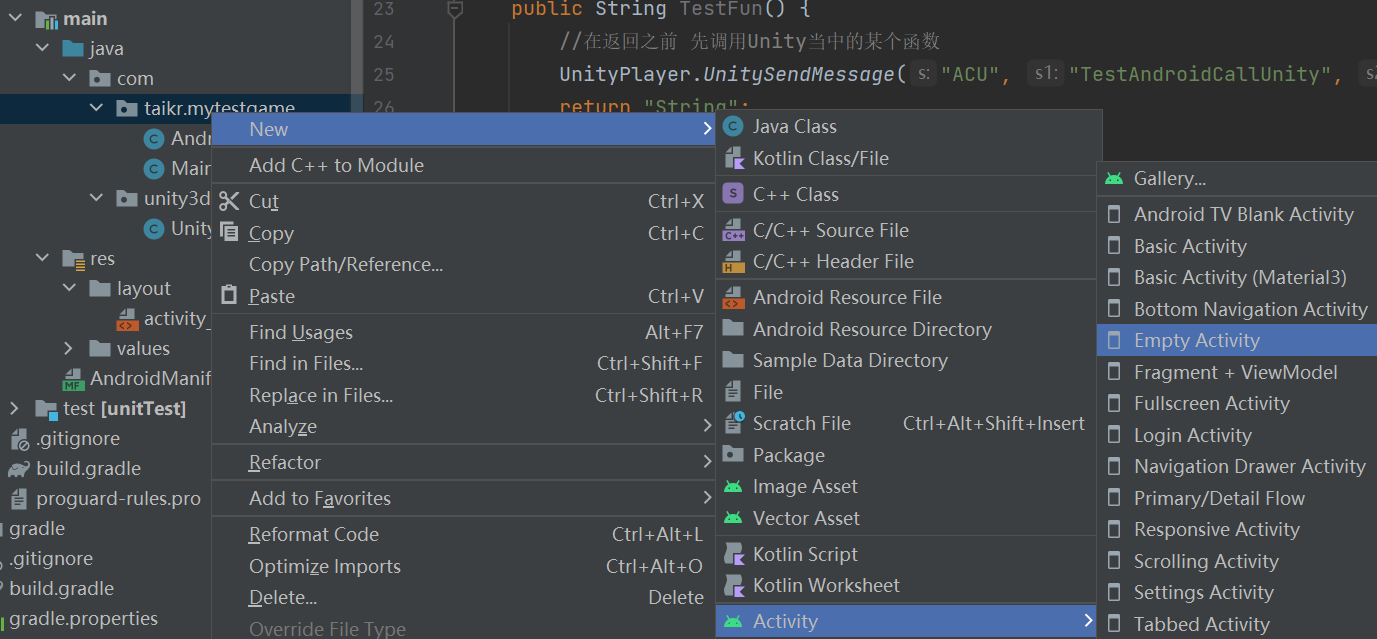 main
java
com
taikr.mytestgame
Andr
Main
unity3d
Unity
res
layout
activity_
values
AndroidManif
test [unitTest]
.gitignore
build.gradle
proguard-rules.pro
gradle
.gitignore
build.gradle
gradle.properties
23 public String TestFun() {
24 //在返回之前 先调用Unity当中的某个函数
25 UnityPlayer.UnitySendMessage( s: "ACU", s1: "TestAndroidCallUnity",
26 return "String";
New
Add C++ to Module
Cut Ctrl+X
Copy Ctrl+C
Copy Path/Reference...
Paste Ctrl+V
Find Usages Alt+F7
Find in Files... Ctrl+Shift+F
Replace in Files... Ctrl+Shift+R
Analyze
Refactor
Add to Favorites
Reformat Code Ctrl+Alt+L
Optimize Imports Ctrl+Alt+O
Delete... Delete
Override File Type
Java Class
Kotlin Class/File
C++ Class
C/C++ Source File
C/C++ Header File
Android Resource File
Android Resource Directory
Sample Data Directory
File
Scratch File Ctrl+Alt+Shift+Insert
Package
Image Asset
Vector Asset
Kotlin Script
Kotlin Worksheet
Activity
Gallery...
Android TV Blank Activity
Basic Activity
Basic Activity (Material3)
Bottom Navigation Activity
Empty Activity
Fragment + ViewModel
Fullscreen Activity
Login Activity
Navigation Drawer Activity
Primary/Detail Flow
Responsive Activity
Scrolling Activity
Settings Activity
Tabbed Activity